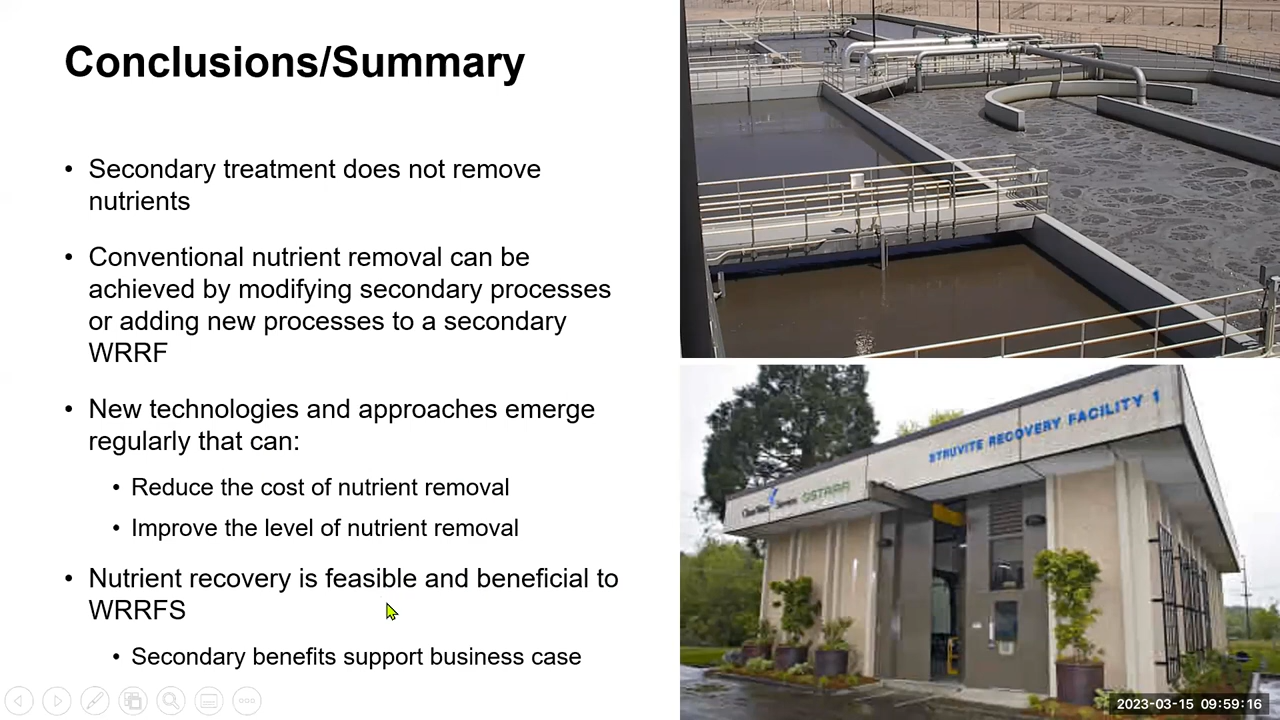 Conclusions/Summary
• Secondary treatment does not remove
nutrients
• Conventional nutrient removal can be
achieved by modifying secondary processes
or adding new processes to a secondary
WRRF
• New technologies and approaches emerge
regularly that can:
• Reduce the cost of nutrient removal
• Improve the level of nutrient removal
• Nutrient recovery is feasible and beneficial to
WRRFS
• Secondary benefits support business case
STRUVITE RECOVERY FACILITY 1
OSTARA
2023-03-15 09:59:16